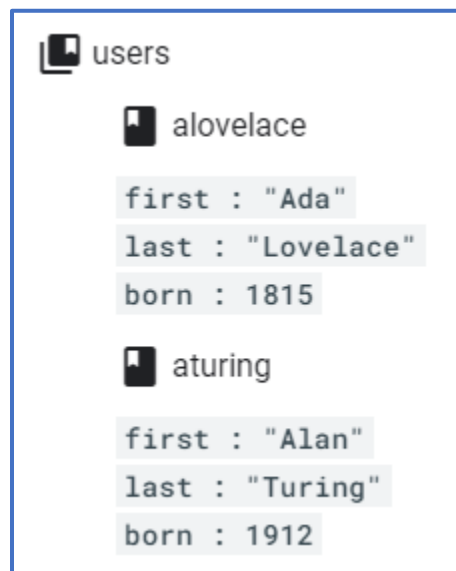 users
alovelace
first : "Ada"
last : "Lovelace"
born : 1815
aturing
first : "Alan"
last : "Turing"
born : 1912